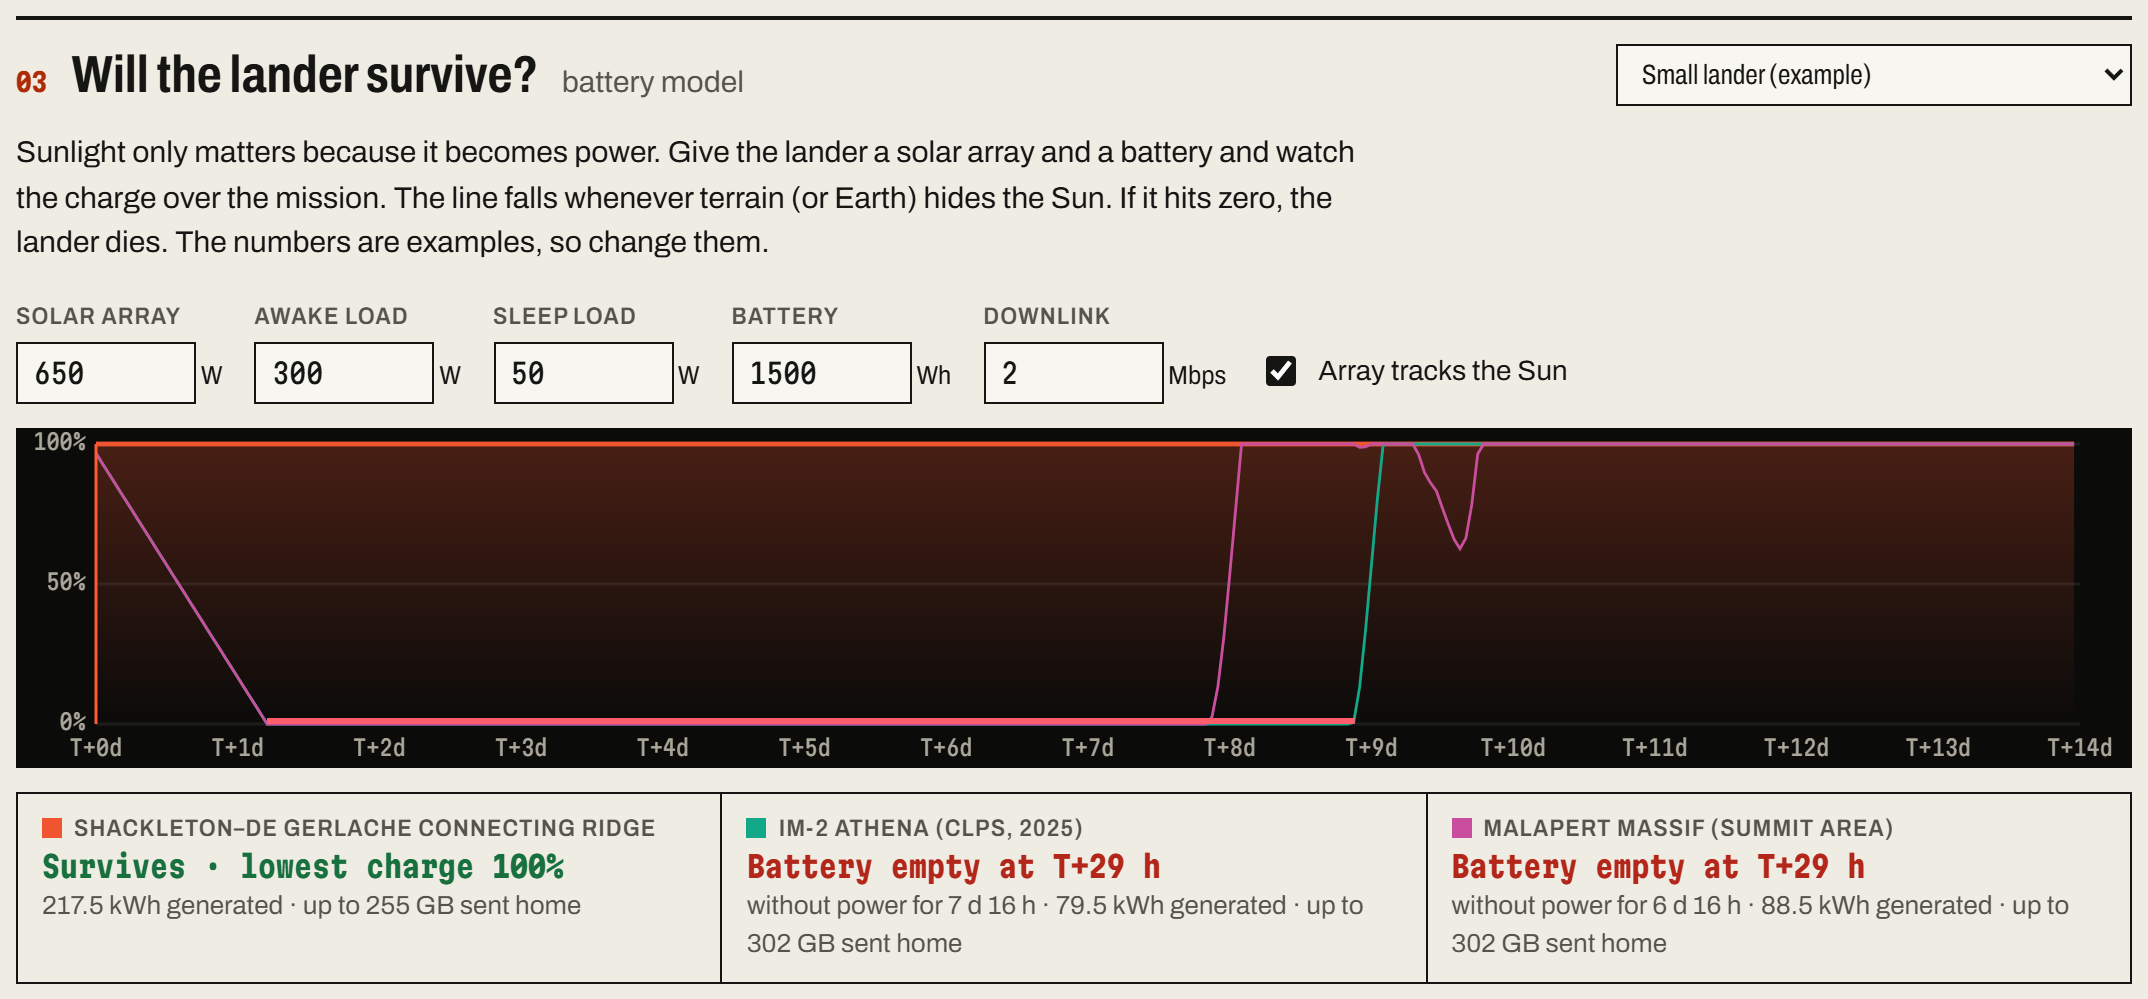 03 Will the lander survive? battery model
Small lander (example)
Sunlight only matters because it becomes power. Give the lander a solar array and a battery and watch
the charge over the mission. The line falls whenever terrain (or Earth) hides the Sun. If it hits zero, the
lander dies. The numbers are examples, so change them.
SOLAR ARRAY AWAKE LOAD SLEEP LOAD BATTERY DOWNLINK
650 W 300 W 50 W 1500 Wh 2 Mbps Array tracks the Sun
100%
50%
0%
T+0d T+1d T+2d T+3d T+4d T+5d T+6d T+7d T+8d T+9d T+10d T+11d T+12d T+13d T+14d
SHACKLETON–DE GERLACHE CONNECTING RIDGE
Survives · lowest charge 100%
217.5 kWh generated · up to 255 GB sent home
IM-2 ATHENA (CLPS, 2025)
Battery empty at T+29 h
without power for 7 d 16 h · 79.5 kWh generated · up to
302 GB sent home
MALAPERT MASSIF (SUMMIT AREA)
Battery empty at T+29 h
without power for 6 d 16 h · 88.5 kWh generated · up to
302 GB sent home